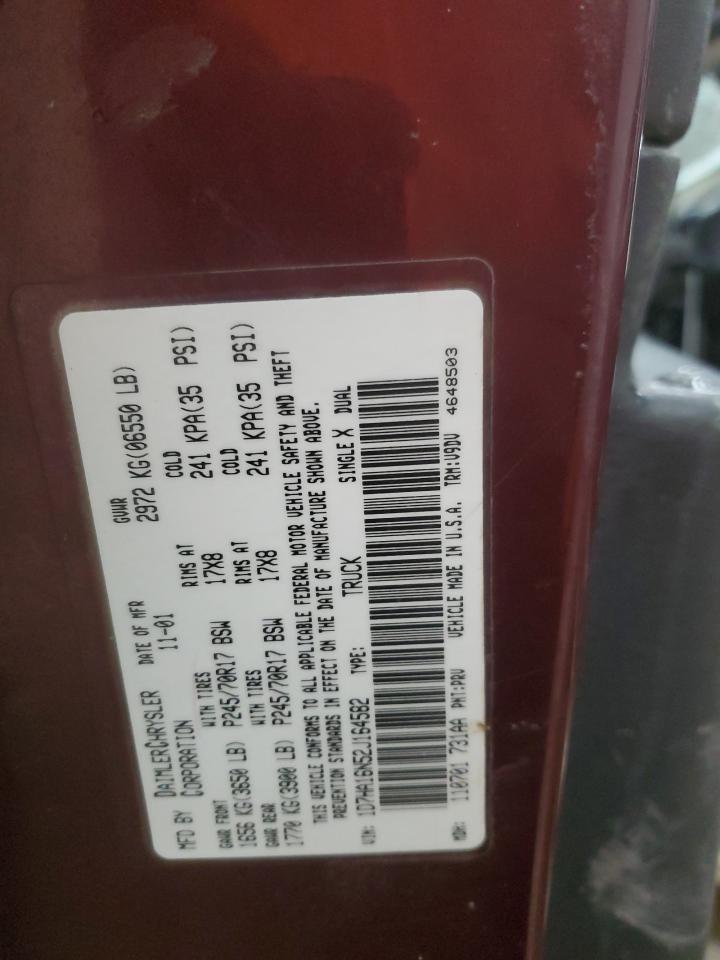 MFD BY DAIMLERCHRYSLER CORPORATION
DATE OF MFR 11-01
GVWR 2972 KG(06550 LB)
GAWR FRONT WITH TIRES RIMS AT COLD
1656 KG(3650 LB) P245/70R17 BSW 17X8 241 KPA(35 PSI)
GAWR REAR WITH TIRES RIMS AT COLD
1770 KG(3900 LB) P245/70R17 BSW 17X8 241 KPA(35 PSI)
THIS VEHICLE CONFORMS TO ALL APPLICABLE FEDERAL MOTOR VEHICLE SAFETY AND THEFT
PREVENTION STANDARDS IN EFFECT ON THE DATE OF MANUFACTURE SHOWN ABOVE.
VIN: 1D7HA16N52J164582 TYPE: TRUCK SINGLE X DUAL
MDH: 110701 731AA PNT:PRV VEHICLE MADE IN U.S.A. TRM:V9DV 4648503